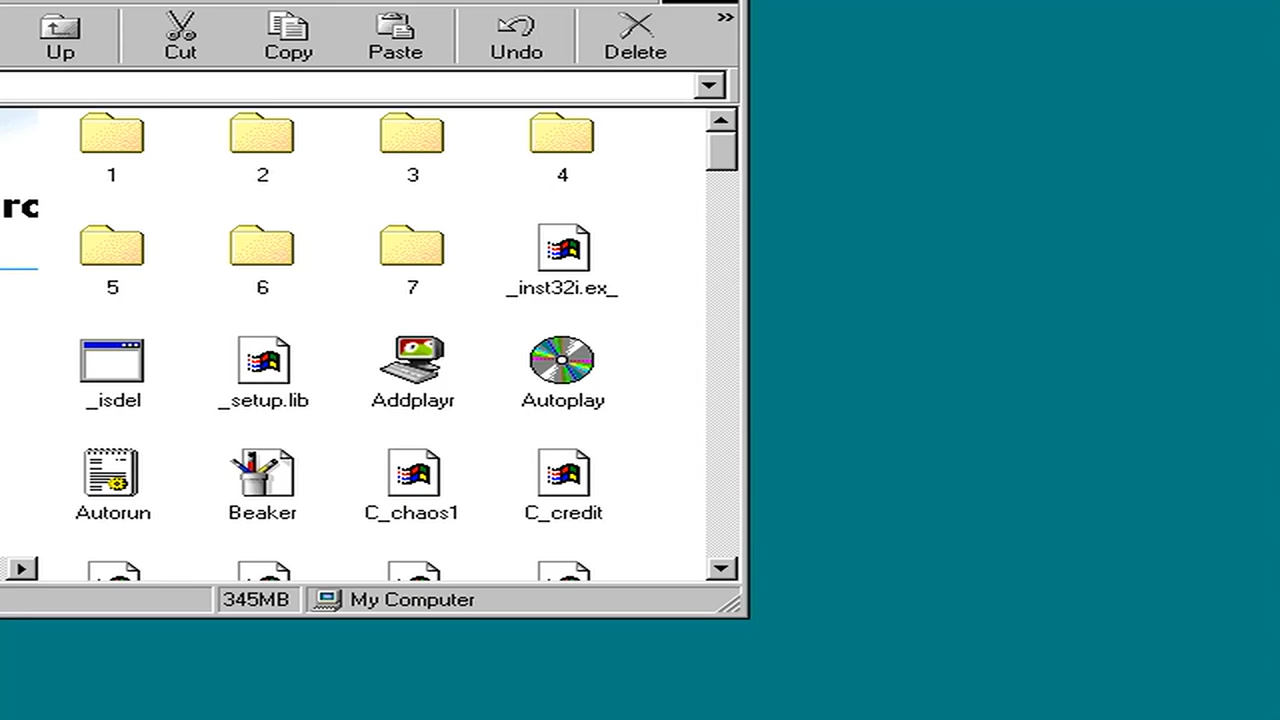 Up Cut Copy Paste Undo Delete »
1 2 3 4
rc
5 6 7 _inst32i.ex_
_isdel _setup.lib Addplayr Autoplay
Autorun Beaker C_chaos1 C_credit
345MB My Computer